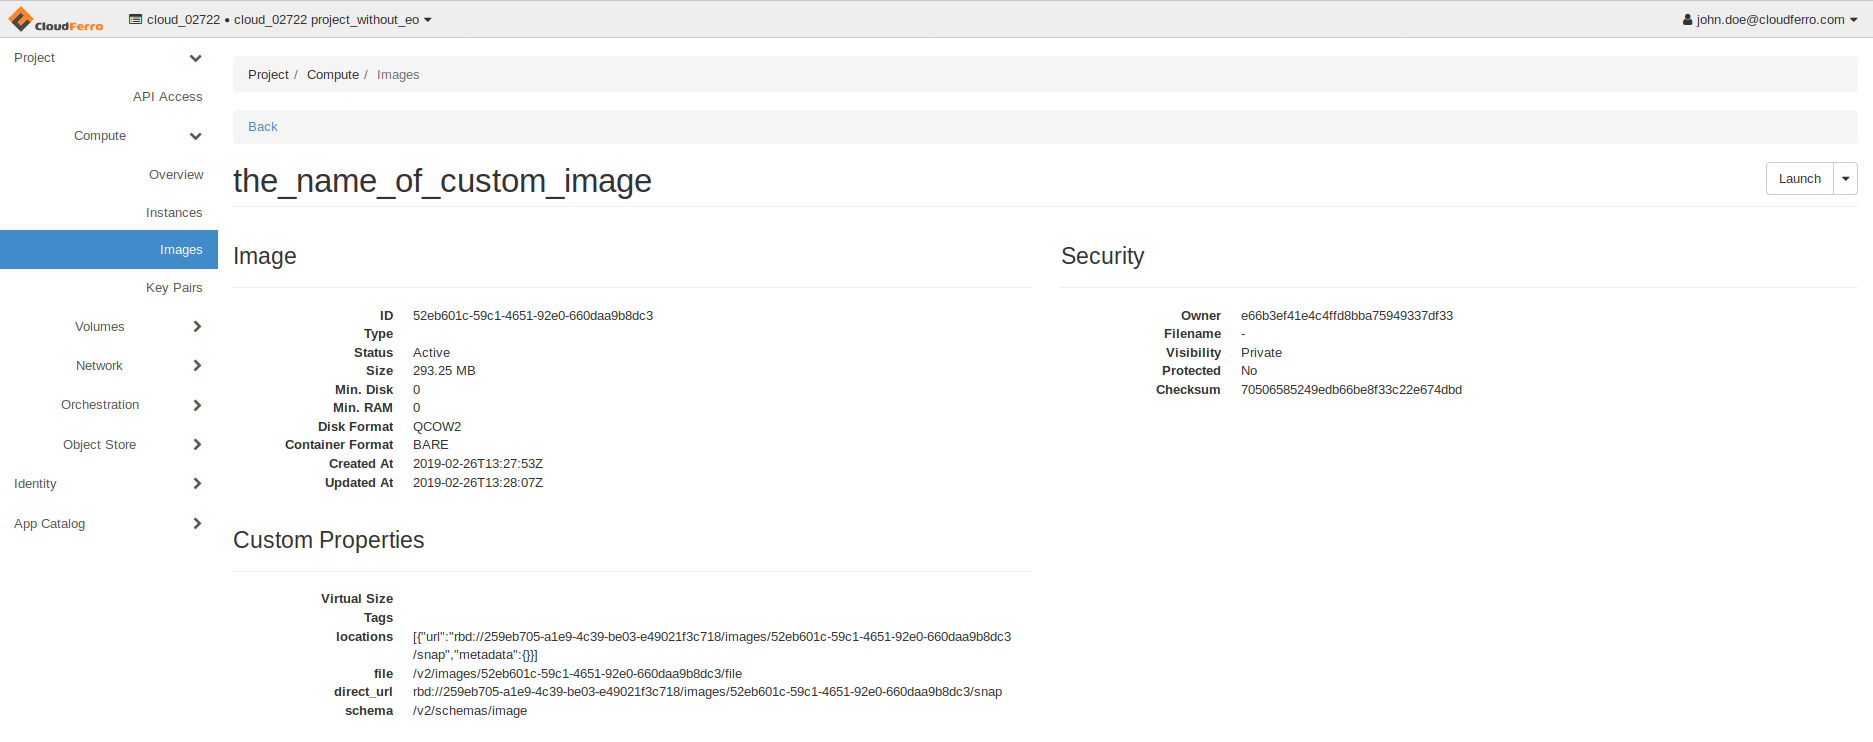 CloudFerro
cloud_02722 • cloud_02722 project_without_eo
john.doe@cloudferro.com
Project
API Access
Compute
Overview
Instances
Images
Key Pairs
Volumes
Network
Orchestration
Object Store
Identity
App Catalog
Project / Compute / Images
Back
the_name_of_custom_image
Launch
Image
ID 52eb601c-59c1-4651-92e0-660daa9b8dc3
Type
Status Active
Size 293.25 MB
Min. Disk 0
Min. RAM 0
Disk Format QCOW2
Container Format BARE
Created At 2019-02-26T13:27:53Z
Updated At 2019-02-26T13:28:07Z
Security
Owner e66b3ef41e4c4ffd8bba75949337df33
Filename -
Visibility Private
Protected No
Checksum 70506585249edb66be8f33c22e674dbd
Custom Properties
Virtual Size
Tags
locations [{"url":"rbd://259eb705-a1e9-4c39-be03-e49021f3c718/images/52eb601c-59c1-4651-92e0-660daa9b8dc3
/snap","metadata":{}}]
file /v2/images/52eb601c-59c1-4651-92e0-660daa9b8dc3/file
direct_url rbd://259eb705-a1e9-4c39-be03-e49021f3c718/images/52eb601c-59c1-4651-92e0-660daa9b8dc3/snap
schema /v2/schemas/image